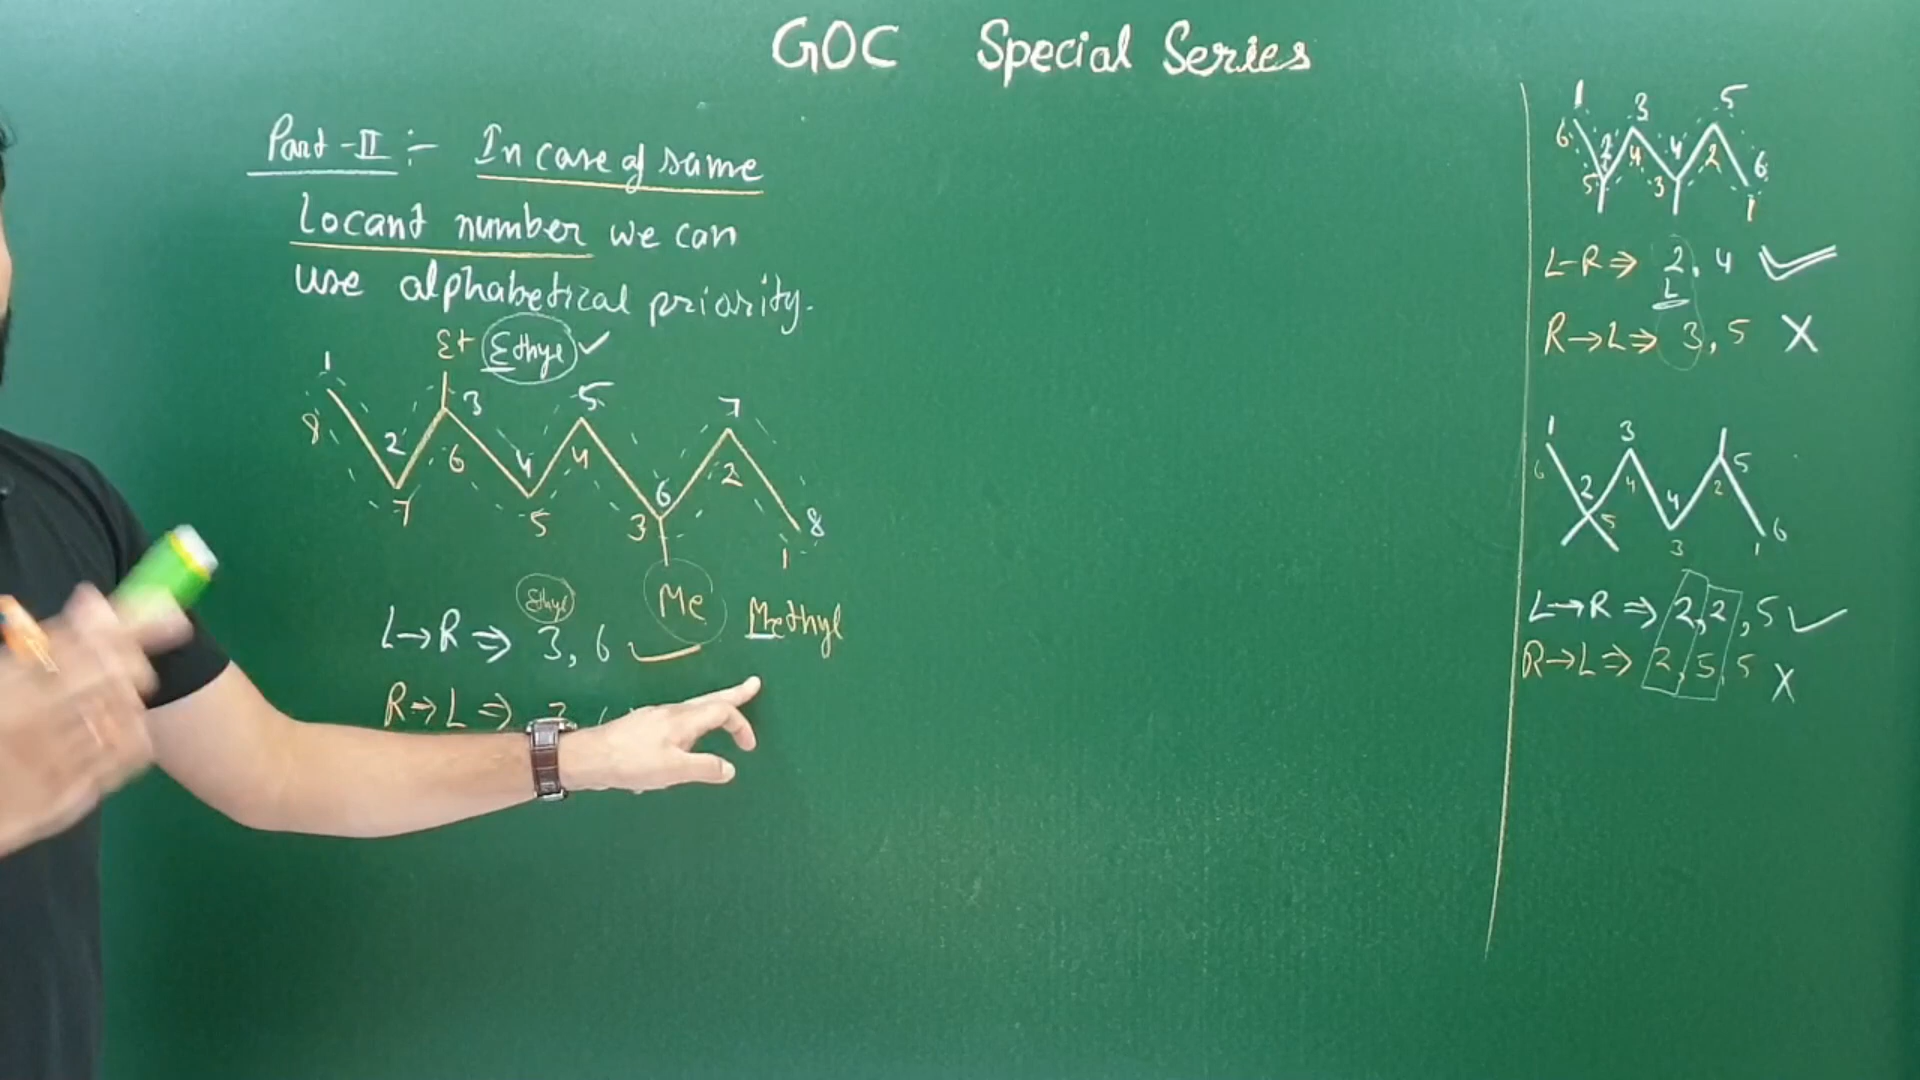 GOC Special Series
Part-II :- In case of same
locant number we can
use alphabetical priority.
Et Ethyl ✓
1 3 5 7
8 2 6 4 4 6 2 8
7 5 3 1
Ethyl Me Methyl
L→R ⇒ 3, 6
R→L ⇒
1 3 5
6 2 4 4 2 6
5 3 1
L-R ⇒ 2, 4 ✓
L
R→L ⇒ 3, 5 X
1 3
6 2 4 4 2 5
5 3 1 6
L→R ⇒ 2,2,5 ✓
R→L ⇒ 2,5,5 X